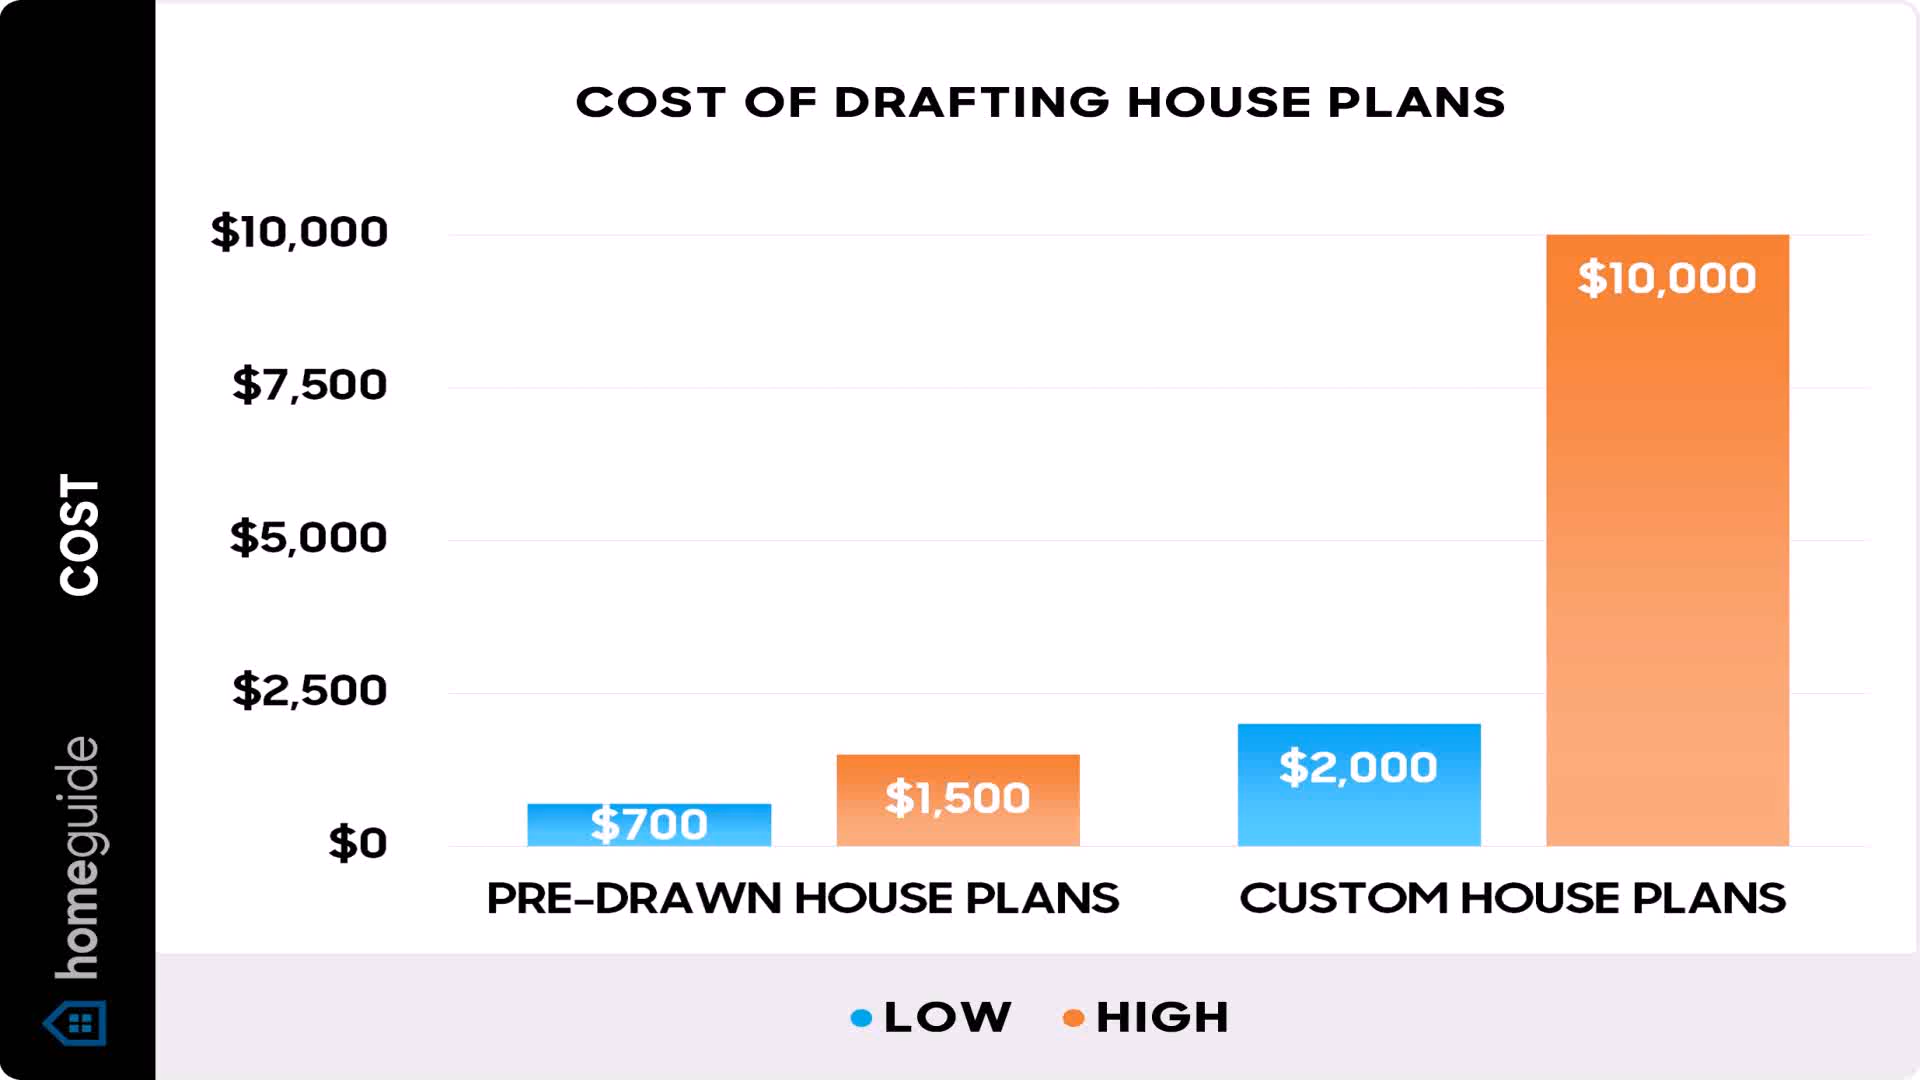 COST OF DRAFTING HOUSE PLANS
$10,000
$7,500
$5,000
$2,500
$0
COST
$700
$1,500
$2,000
$10,000
PRE-DRAWN HOUSE PLANS
CUSTOM HOUSE PLANS
LOW
HIGH
homeguide